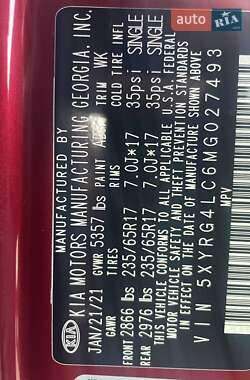 AUTO
RIA
KIA
MANUFACTURED BY
KIA MOTORS MANUFACTURING GEORGIA, INC.
JAN/21/21 GVWR 5357 lbs PAINT TRIM WK
GAWR TIRES RIMS COLD TIRE INFL
FRONT 2866 lbs 235/65R17 7.0J*17 35psi SINGLE
REAR 2976 lbs 235/65R17 7.0J*17 35psi SINGLE
THIS VEHICLE CONFORMS TO ALL APPLICABLE U.S.A FEDERAL
MOTOR VEHICLE SAFETY AND THEFT PREVENTION STANDARDS
IN EFFECT ON THE DATE OF MANUFACTURE SHOWN ABOVE
VIN 5XYRG4LC6MG027493
MPV